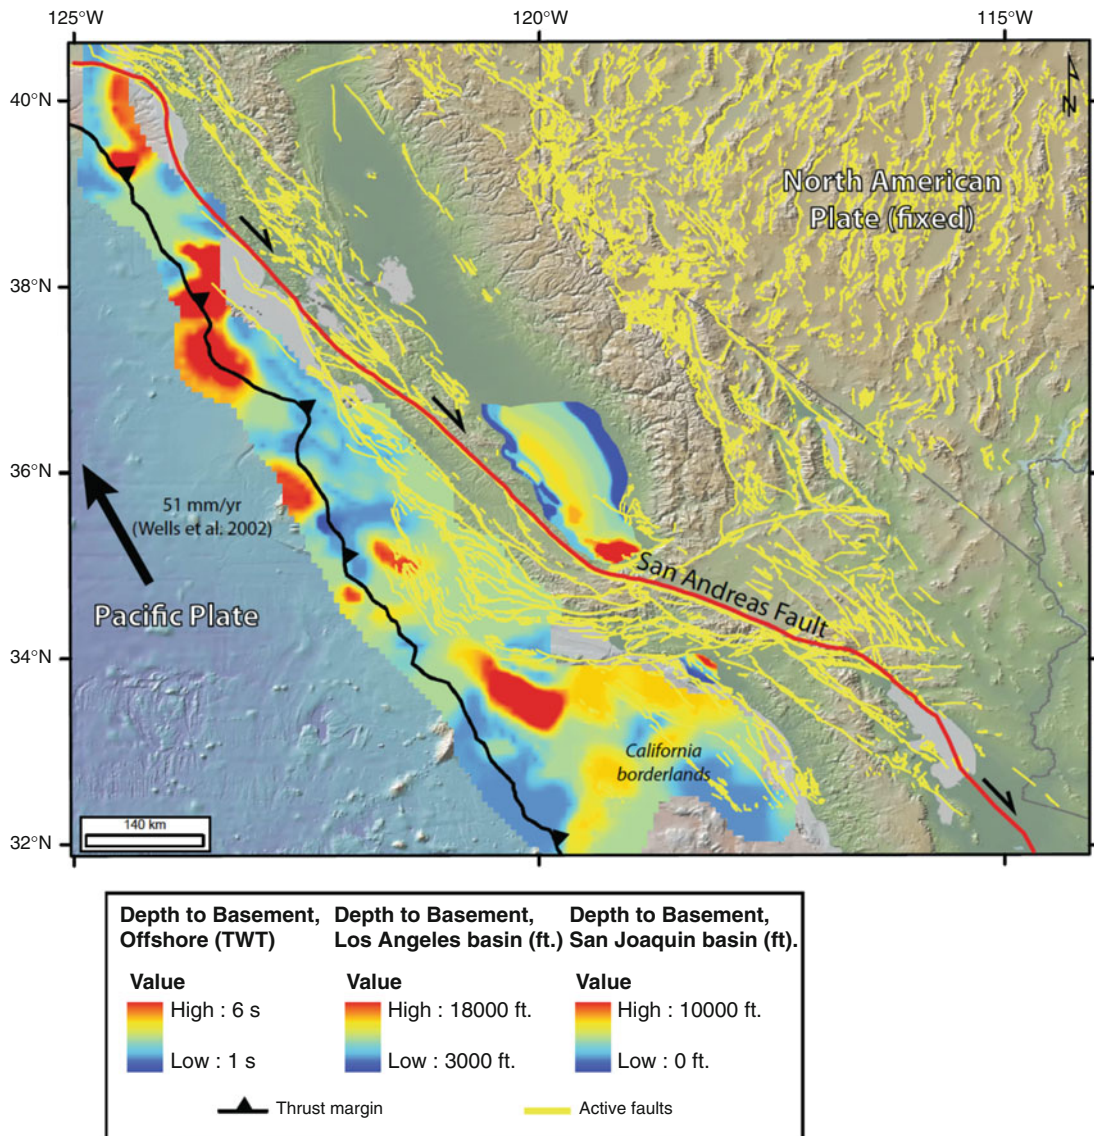 125°W
120°W
115°W
40°N
38°N
36°N
34°N
32°N
N
North American
Plate (fixed)
51 mm/yr
(Wells et al. 2002)
Pacific Plate
San Andreas Fault
California
borderlands
140 km
Depth to Basement,
Offshore (TWT)
Value
High : 6 s
Low : 1 s
Depth to Basement,
Los Angeles basin (ft.)
Value
High : 18000 ft.
Low : 3000 ft.
Depth to Basement,
San Joaquin basin (ft).
Value
High : 10000 ft.
Low : 0 ft.
Thrust margin
Active faults